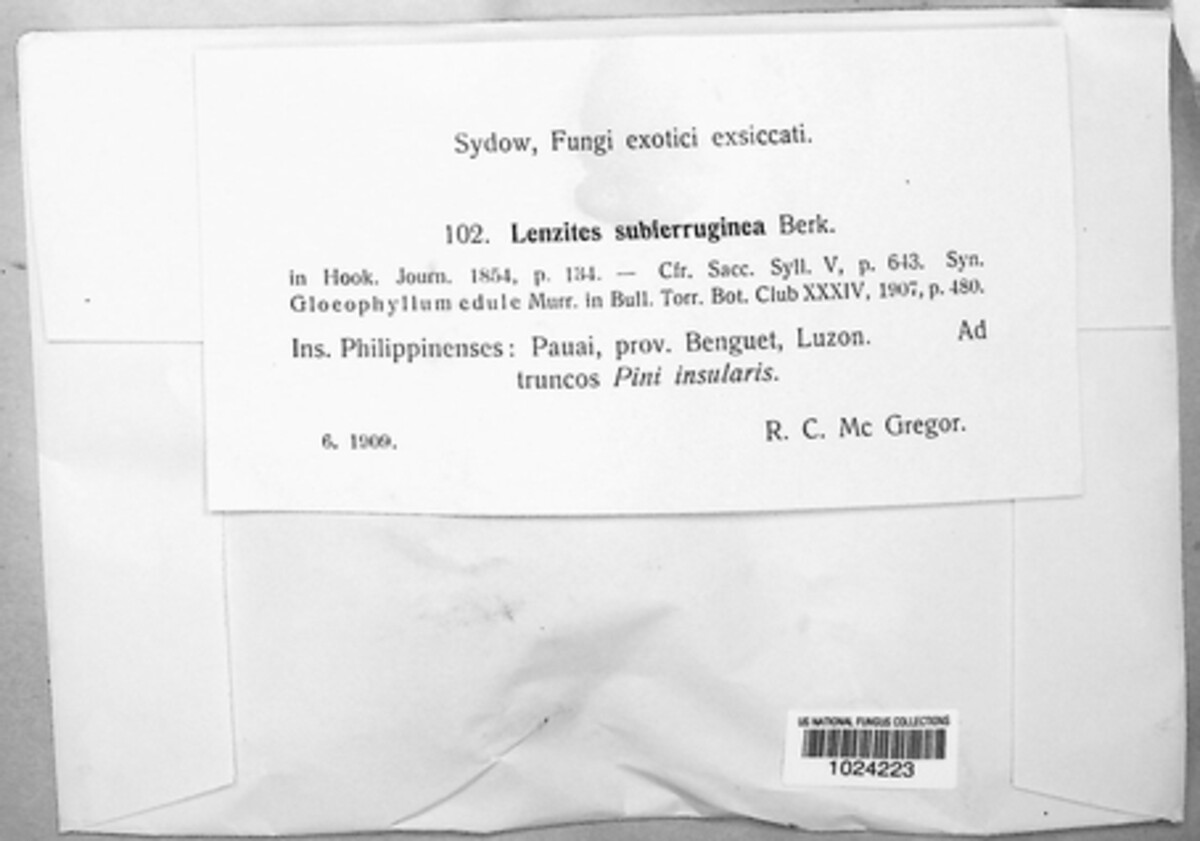 Sydow, Fungi exotici exsiccati.
102. Lenzites subferruginea Berk.
in Hook. Journ. 1854, p. 134. — Cfr. Sacc. Syll. V, p. 643. Syn.
Gloeophyllum edule Murr. in Bull. Torr. Bot. Club XXXIV, 1907, p. 480.
Ins. Philippinenses: Pauai, prov. Benguet, Luzon. Ad
truncos Pini insularis.
6. 1909. R. C. Mc Gregor.
US NATIONAL FUNGUS COLLECTIONS
1024223